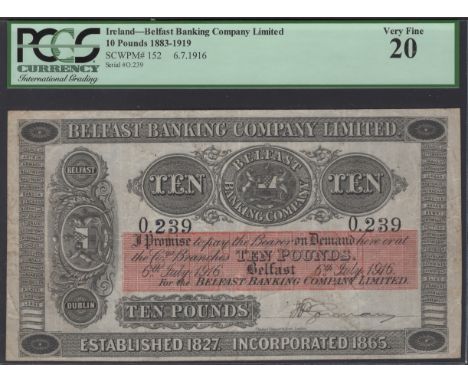 PCGS
CURRENCY
International Grading
Ireland—Belfast Banking Company Limited
10 Pounds 1883-1919
SCWPM# 152 6.7.1916
Serial #O.239
Very Fine
20
BELFAST BANKING COMPANY LIMITED.
BELFAST
TEN
BELFAST
BANKING COMPANY
TEN
O.239 O.239
I Promise to pay the Bearer on Demand here or at
the Co's Branches TEN POUNDS.
6th July 1916 Belfast 6th July 1916.
For the BELFAST BANKING COMPANY LIMITED.
DUBLIN
TEN POUNDS
ESTABLISHED 1827. INCORPORATED 1865.